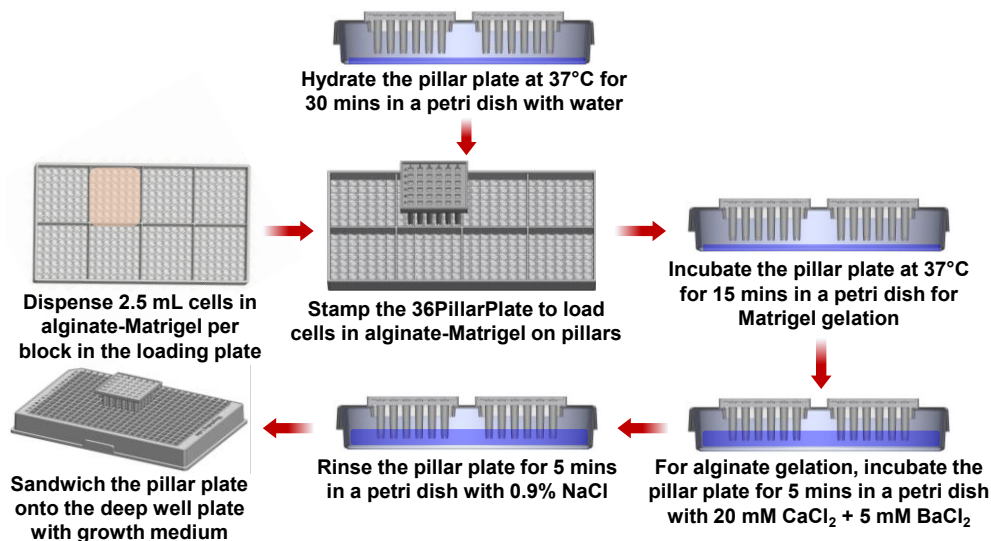 Hydrate the pillar plate at 37°C for
30 mins in a petri dish with water
Dispense 2.5 mL cells in
alginate-Matrigel per
block in the loading plate
Stamp the 36PillarPlate to load
cells in alginate-Matrigel on pillars
Incubate the pillar plate at 37°C
for 15 mins in a petri dish for
Matrigel gelation
For alginate gelation, incubate the
pillar plate for 5 mins in a petri dish
with 20 mM CaCl₂ + 5 mM BaCl₂
Rinse the pillar plate for 5 mins
in a petri dish with 0.9% NaCl
Sandwich the pillar plate
onto the deep well plate
with growth medium